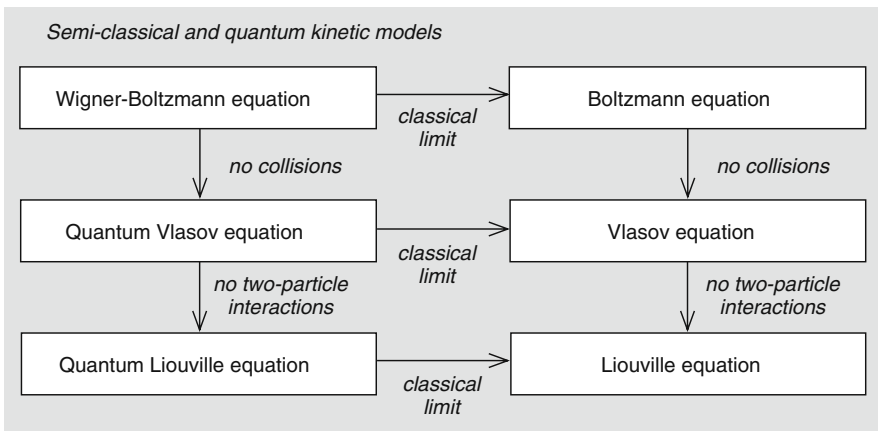 Semi-classical and quantum kinetic models
Wigner-Boltzmann equation
classical
limit
Boltzmann equation
no collisions
no collisions
Quantum Vlasov equation
classical
limit
Vlasov equation
no two-particle
interactions
no two-particle
interactions
Quantum Liouville equation
classical
limit
Liouville equation